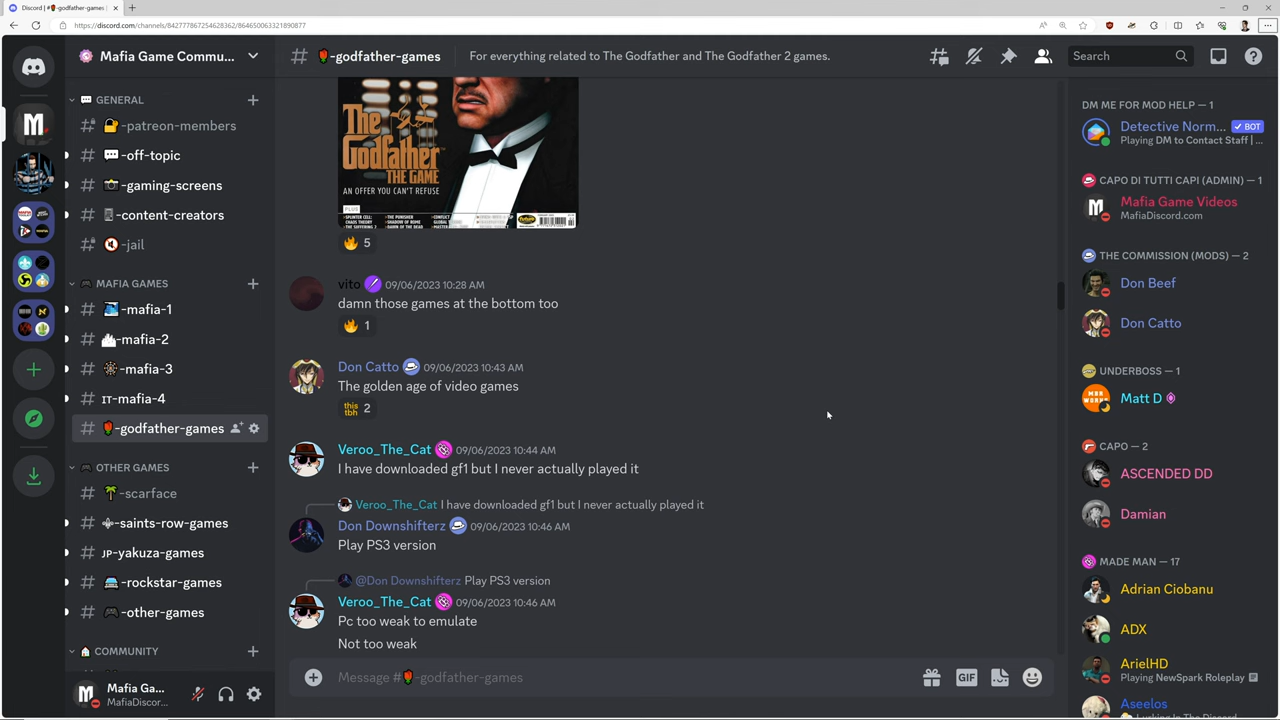 Discord | #🌹-godfather-games |
https://discord.com/channels/842777867254628362/864650063321890877
Mafia Game Commu...
🌹-godfather-games
For everything related to The Godfather and The Godfather 2 games.
Search
GENERAL
-patreon-members
-off-topic
-gaming-screens
-content-creators
-jail
MAFIA GAMES
-mafia-1
-mafia-2
-mafia-3
IT-mafia-4
-godfather-games
OTHER GAMES
-scarface
-saints-row-games
JP-yakuza-games
-rockstar-games
-other-games
COMMUNITY
Mafia Ga...
MafiaDiscor...
The
Godfather
THE GAME
AN OFFER YOU CAN'T REFUSE
PLUS
🔥 5
vito 09/06/2023 10:28 AM
damn those games at the bottom too
🔥 1
Don Catto 09/06/2023 10:43 AM
The golden age of video games
this tbh 2
Veroo_The_Cat 09/06/2023 10:44 AM
I have downloaded gf1 but I never actually played it
Veroo_The_Cat I have downloaded gf1 but I never actually played it
Don Downshifterz 09/06/2023 10:46 AM
Play PS3 version
@Don Downshifterz Play PS3 version
Veroo_The_Cat 09/06/2023 10:46 AM
Pc too weak to emulate
Not too weak
Message #🌹-godfather-games
GIF
DM ME FOR MOD HELP — 1
Detective Norm... ✓ BOT
Playing DM to Contact Staff | ...
CAPO DI TUTTI CAPI (ADMIN) — 1
Mafia Game Videos
MafiaDiscord.com
THE COMMISSION (MODS) — 2
Don Beef
Don Catto
UNDERBOSS — 1
Matt D
CAPO — 2
ASCENDED DD
Damian
MADE MAN — 17
Adrian Ciobanu
ADX
ArielHD
Playing NewSpark Roleplay
Aseelos